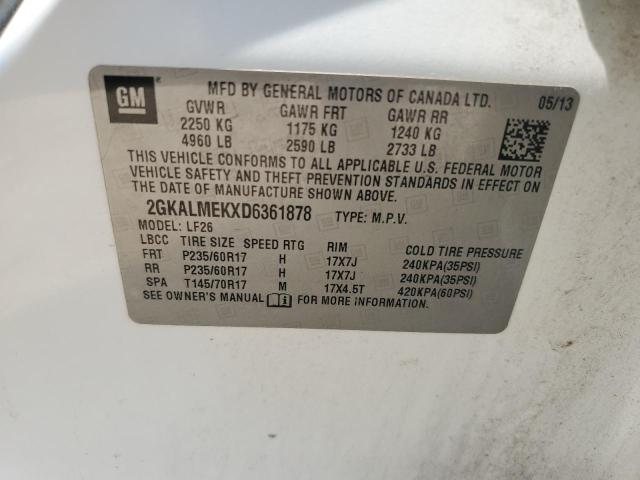 GM
MFD BY GENERAL MOTORS OF CANADA LTD. 05/13
GVWR GAWR FRT GAWR RR
2250 KG 1175 KG 1240 KG
4960 LB 2590 LB 2733 LB
THIS VEHICLE CONFORMS TO ALL APPLICABLE U.S. FEDERAL MOTOR
VEHICLE SAFETY AND THEFT PREVENTION STANDARDS IN EFFECT ON
THE DATE OF MANUFACTURE SHOWN ABOVE.
2GKALMEKXD6361878 TYPE: M.P.V.
MODEL: LF26
LBCC TIRE SIZE SPEED RTG RIM COLD TIRE PRESSURE
FRT P235/60R17 H 17X7J 240KPA(35PSI)
RR P235/60R17 H 17X7J 240KPA(35PSI)
SPA T145/70R17 M 17X4.5T 420KPA(60PSI)
SEE OWNER'S MANUAL FOR MORE INFORMATION.